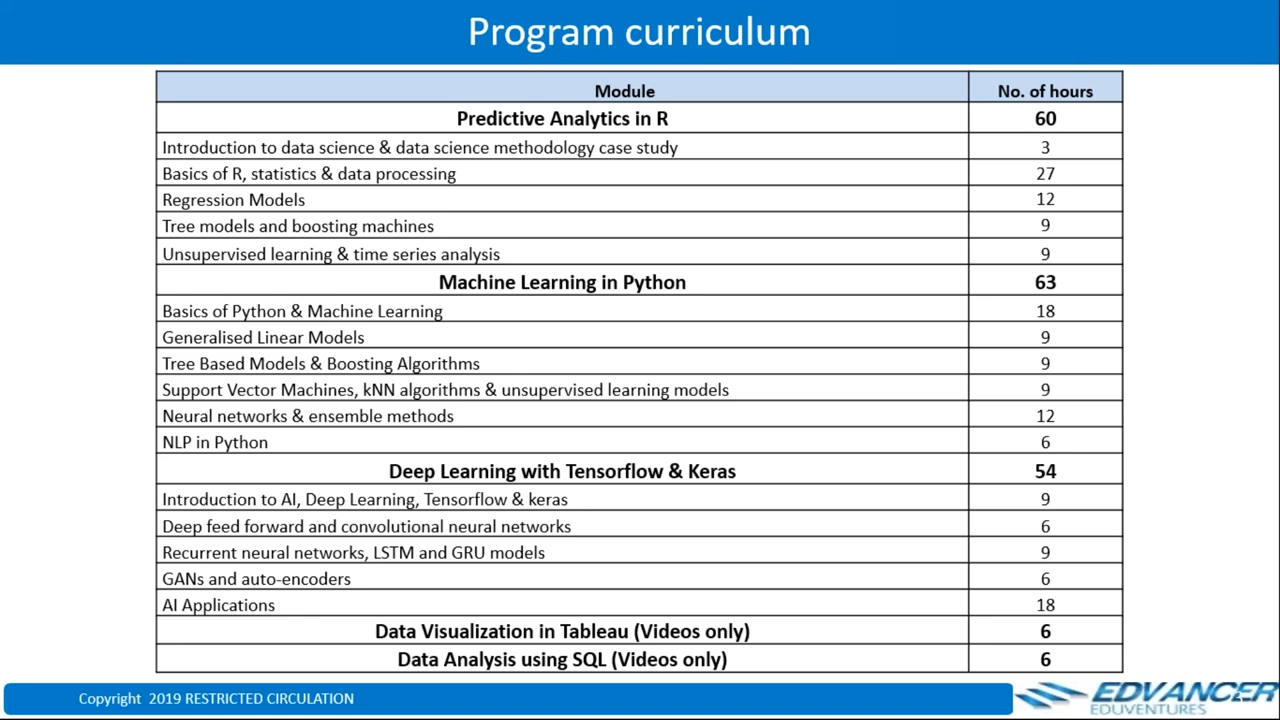 Program curriculum
Module No. of hours
Predictive Analytics in R 60
Introduction to data science & data science methodology case study 3
Basics of R, statistics & data processing 27
Regression Models 12
Tree models and boosting machines 9
Unsupervised learning & time series analysis 9
Machine Learning in Python 63
Basics of Python & Machine Learning 18
Generalised Linear Models 9
Tree Based Models & Boosting Algorithms 9
Support Vector Machines, kNN algorithms & unsupervised learning models 9
Neural networks & ensemble methods 12
NLP in Python 6
Deep Learning with Tensorflow & Keras 54
Introduction to AI, Deep Learning, Tensorflow & keras 9
Deep feed forward and convolutional neural networks 6
Recurrent neural networks, LSTM and GRU models 9
GANs and auto-encoders 6
AI Applications 18
Data Visualization in Tableau (Videos only) 6
Data Analysis using SQL (Videos only) 6
Copyright 2019 RESTRICTED CIRCULATION
EDVANCER
EDUVENTURES